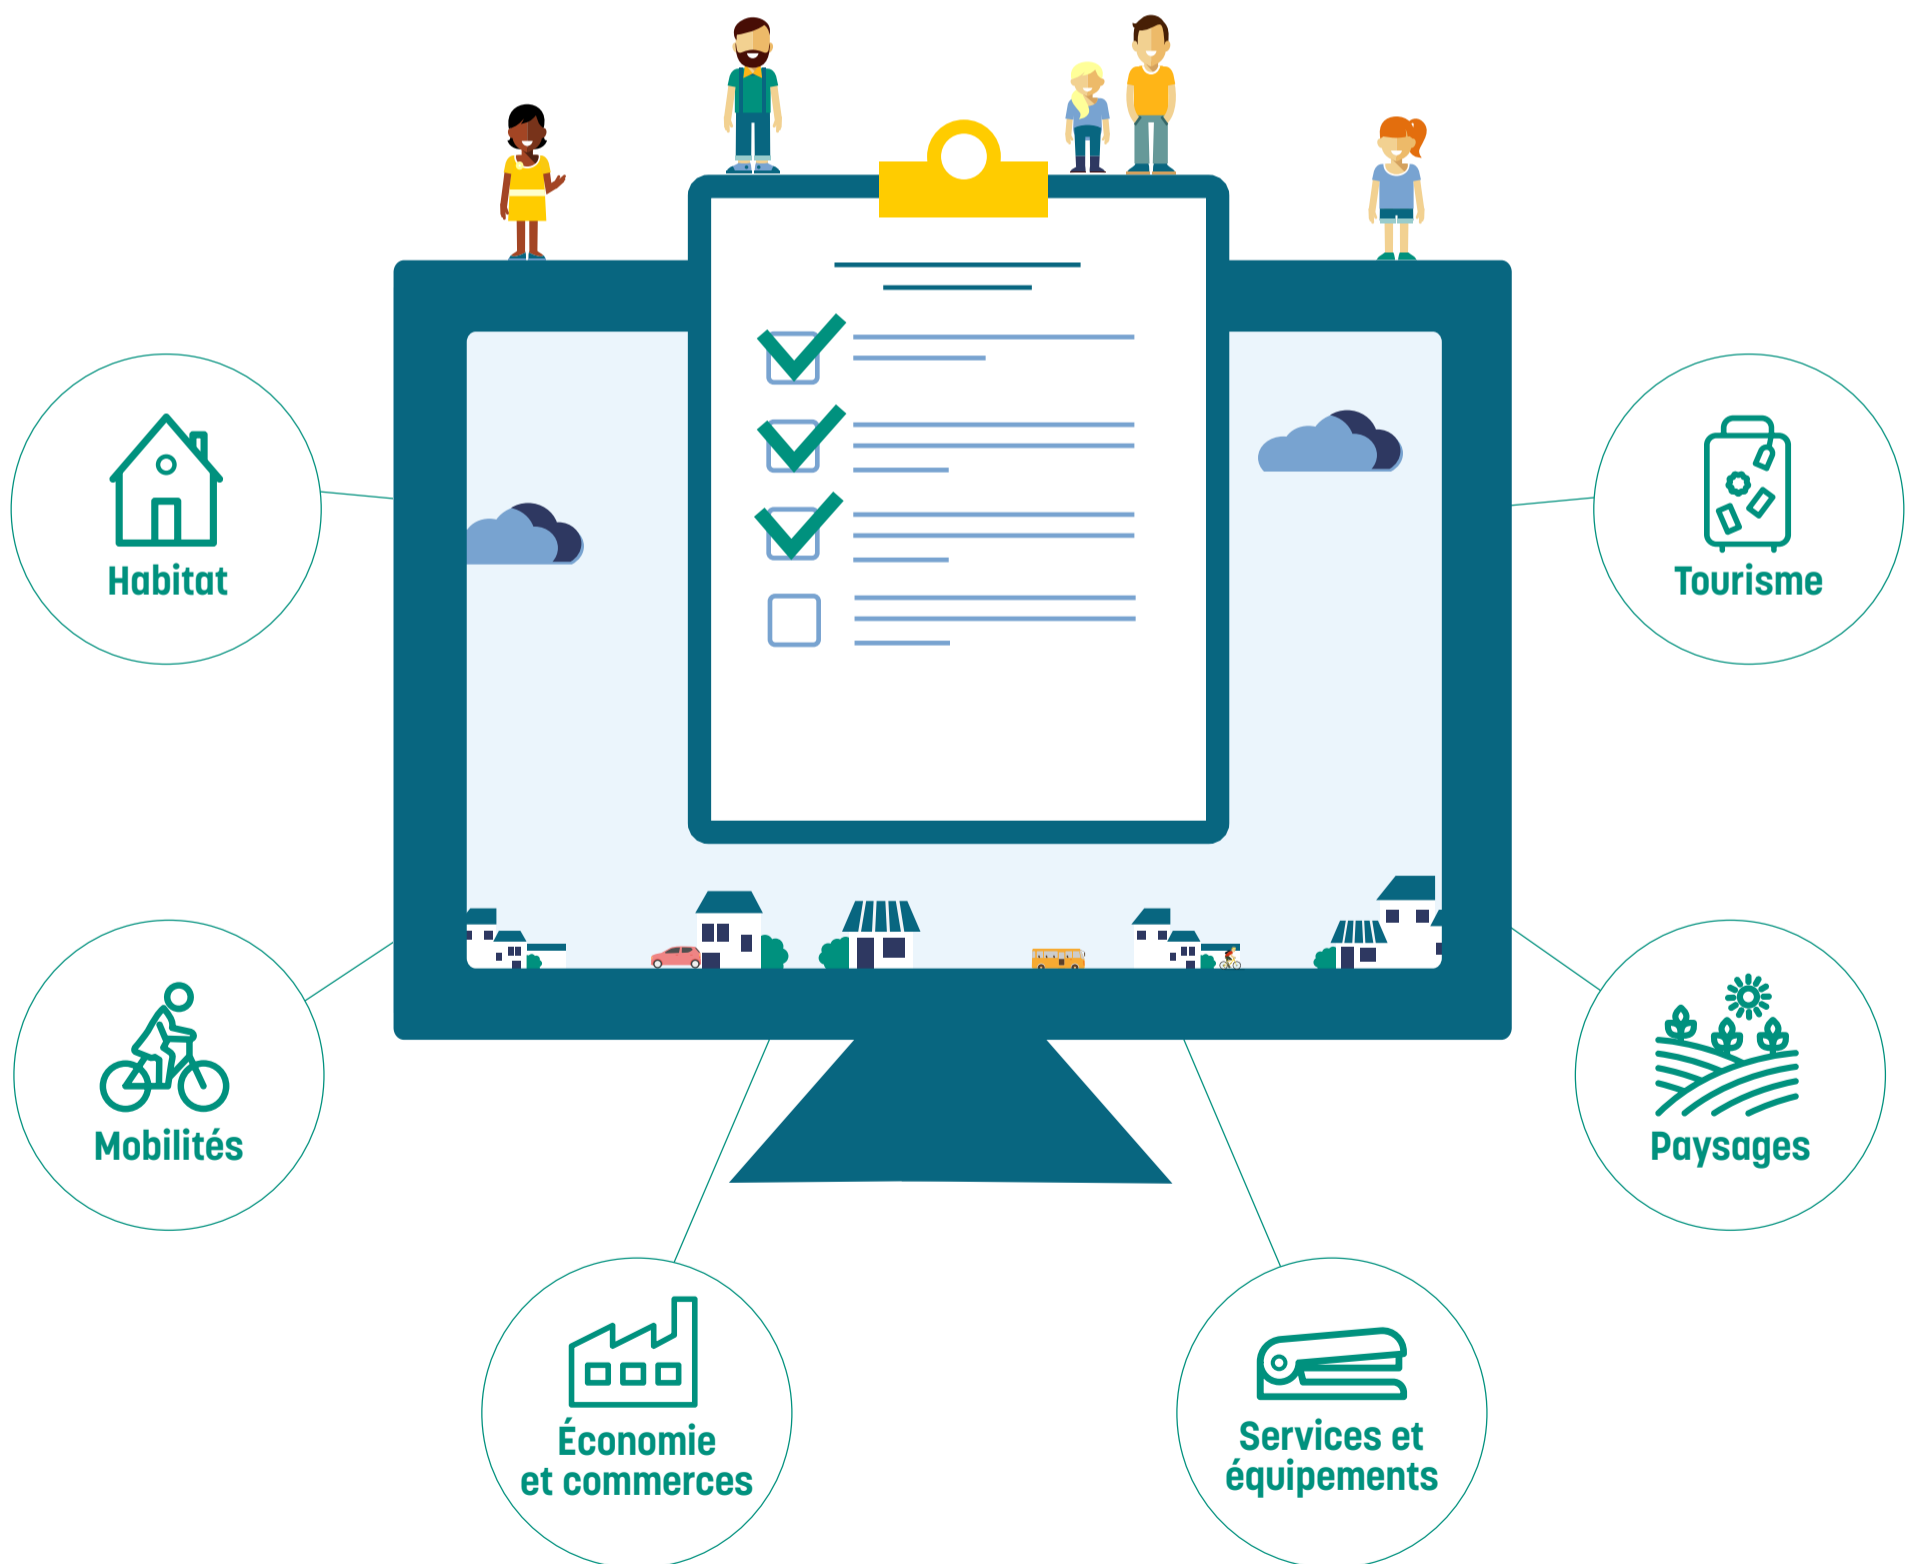 Habitat
Tourisme
Mobilités
Paysages
Économie
et commerces
Services et
équipements